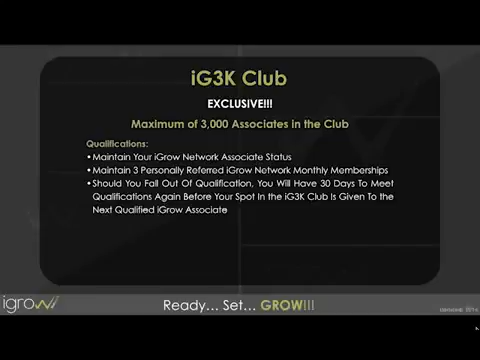 iG3K Club
EXCLUSIVE!!!
Maximum of 3,000 Associates in the Club
Qualifications:
• Maintain Your iGrow Network Associate Status
• Maintain 3 Personally Referred iGrow Network Monthly Memberships
• Should You Fall Out Of Qualification, You Will Have 30 Days To Meet
Qualifications Again Before Your Spot in the iG3K Club Is Given To the
Next Qualified iGrow Associate
igrow
Ready... Set... GROW!!!